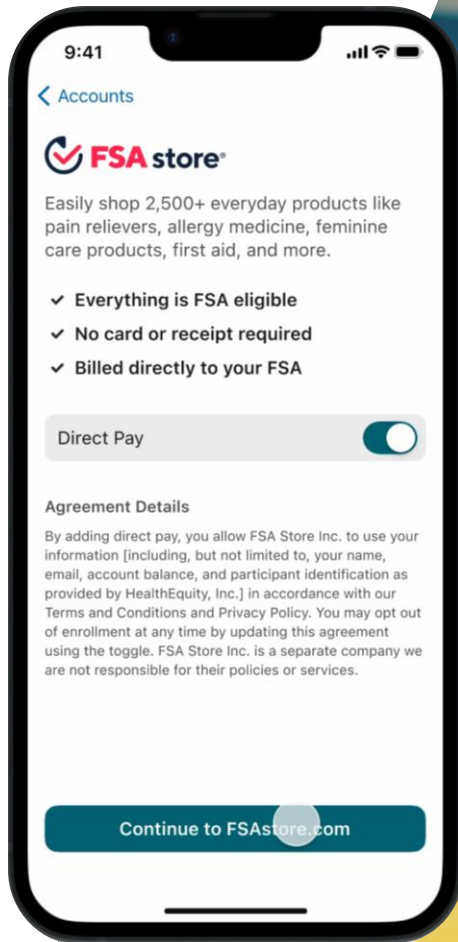 9:41
Accounts
FSA store®
Easily shop 2,500+ everyday products like
pain relievers, allergy medicine, feminine
care products, first aid, and more.
✓ Everything is FSA eligible
✓ No card or receipt required
✓ Billed directly to your FSA
Direct Pay
Agreement Details
By adding direct pay, you allow FSA Store Inc. to use your
information [including, but not limited to, your name,
email, account balance, and participant identification as
provided by HealthEquity, Inc.] in accordance with our
Terms and Conditions and Privacy Policy. You may opt out
of enrollment at any time by updating this agreement
using the toggle. FSA Store Inc. is a separate company we
are not responsible for their policies or services.
Continue to FSAstore.com